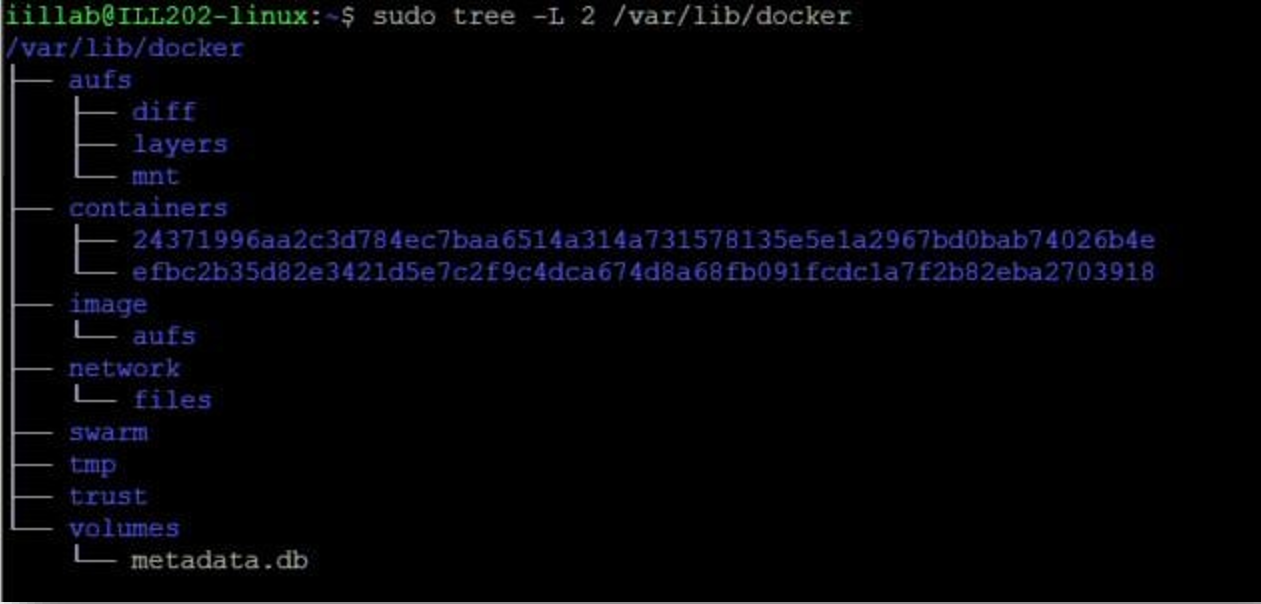 iillab@ILL202-linux:~$ sudo tree -L 2 /var/lib/docker
/var/lib/docker
├── aufs
│   ├── diff
│   ├── layers
│   └── mnt
├── containers
│   ├── 24371996aa2c3d784ec7baa6514a314a731578135e5e1a2967bd0bab74026b4e
│   └── efbc2b35d82e3421d5e7c2f9c4dca674d8a68fb091fcdc1a7f2b82eba2703918
├── image
│   └── aufs
├── network
│   └── files
├── swarm
├── tmp
├── trust
└── volumes
    └── metadata.db